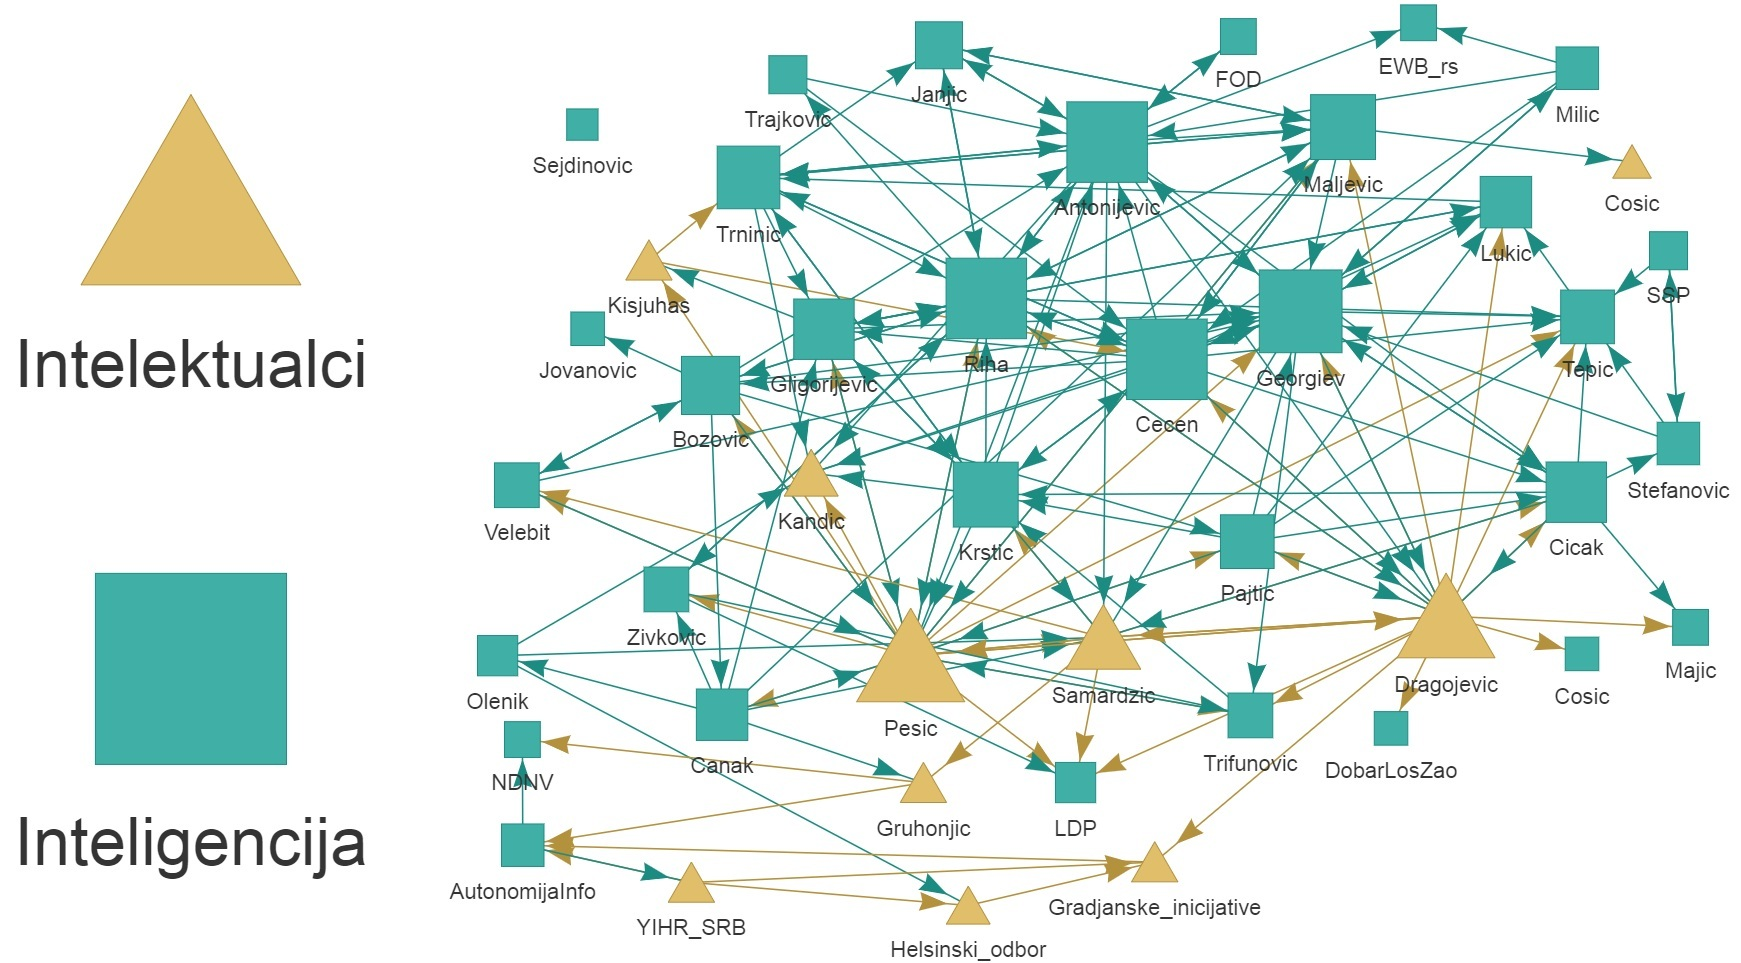 Intelektualci
Inteligencija
EWB_rs
FOD
Janjic
Milic
Trajkovic
Sejdinovic
Maljevic
Cosic
Antonijevic
Trninic
Lukic
SSP
Kisjuhas
Jovanovic
Gligorijevic
Riha
Georgiev
Tepic
Cecen
Bozovic
Stefanovic
Velebit
Kandic
Krstic
Cicak
Pajtic
Zivkovic
Majic
Olenik
Samardzic
Dragojevic
Cosic
Pesic
Canak
Trifunovic
DobarLosZao
NDNV
Gruhonjic
LDP
AutonomijaInfo
Gradjanske_inicijative
YIHR_SRB
Helsinski_odbor